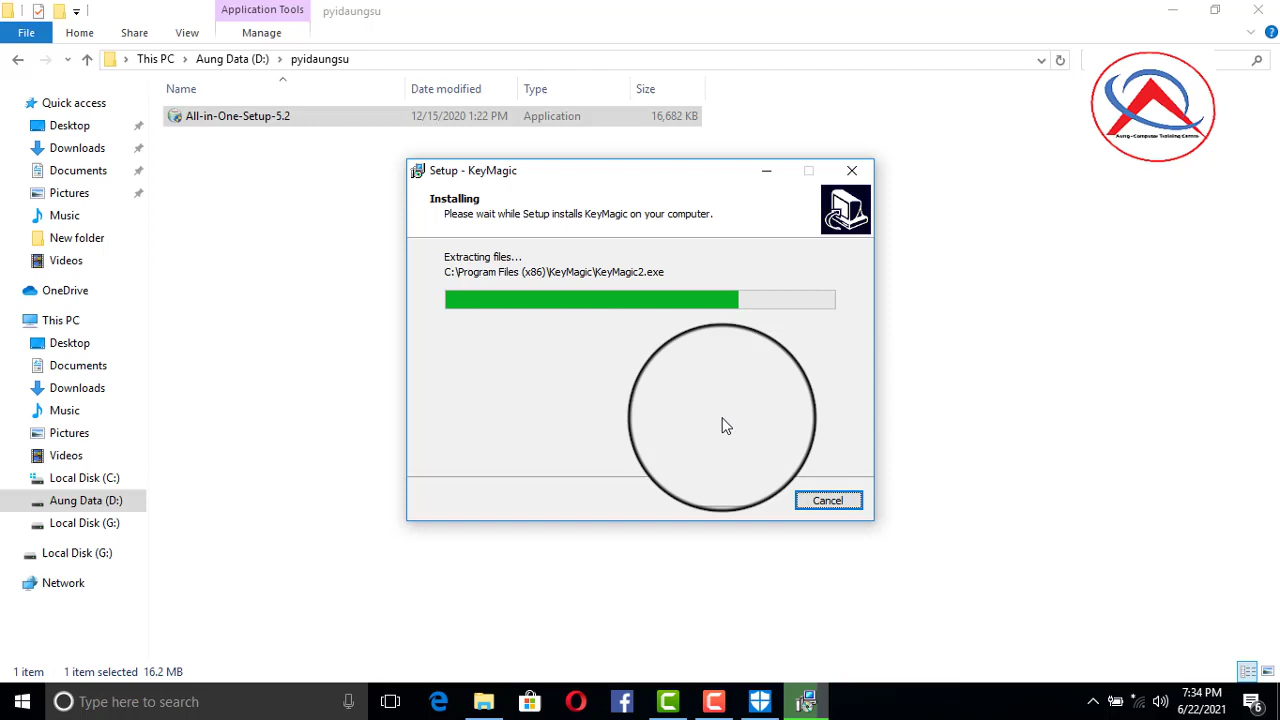 Application Tools
pyidaungsu
File
Home
Share
View
Manage
This PC
Aung Data (D:)
pyidaungsu
Name
Date modified
Type
Size
Quick access
Desktop
Downloads
Documents
Pictures
Music
New folder
Videos
OneDrive
This PC
Desktop
Documents
Downloads
Music
Pictures
Videos
Local Disk (C:)
Aung Data (D:)
Local Disk (G:)
Local Disk (G:)
Network
All-in-One-Setup-5.2
12/15/2020 1:22 PM
Application
16,682 KB
Aung-Computer Training Centre
Setup - KeyMagic
Installing
Please wait while Setup installs KeyMagic on your computer.
Extracting files...
C:\Program Files (x86)\KeyMagic\KeyMagic2.exe
Cancel
1 item
1 item selected 16.2 MB
Type here to search
7:34 PM
6/22/2021
6